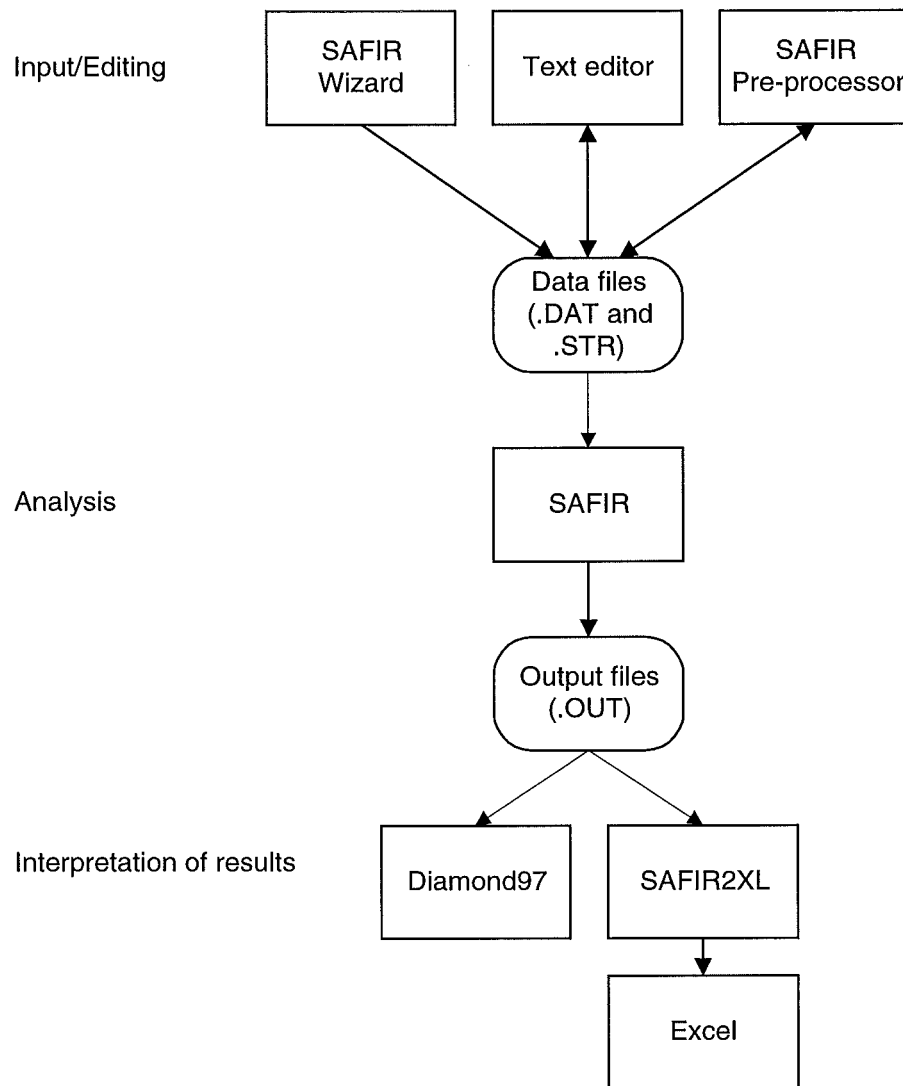 Input/Editing
SAFIR
Wizard
Text editor
SAFIR
Pre-processor
Data files
(.DAT and
.STR)
Analysis
SAFIR
Output files
(.OUT)
Interpretation of results
Diamond97
SAFIR2XL
Excel